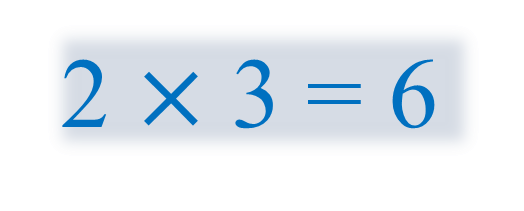 2 × 3 = 6